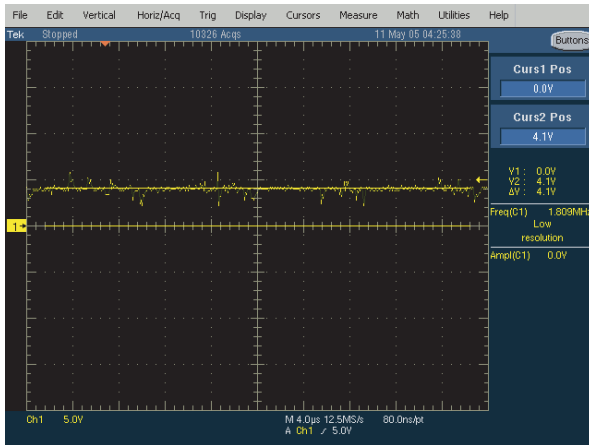 File Edit Vertical Horiz/Acq Trig Display Cursors Measure Math Utilities Help
Tek Stopped 10326 Acqs 11 May 05 04:25:38
Buttons
Curs1 Pos
0.0V
Curs2 Pos
4.1V
V1: 0.0V
V2: 4.1V
ΔV: 4.1V
Freq(C1) 1.809MHz
Low
resolution
Ampl(C1) 0.0V
1
Ch1 5.0V M 4.0µs 12.5MS/s 80.0ns/pt
A Ch1 ∕ 5.0V